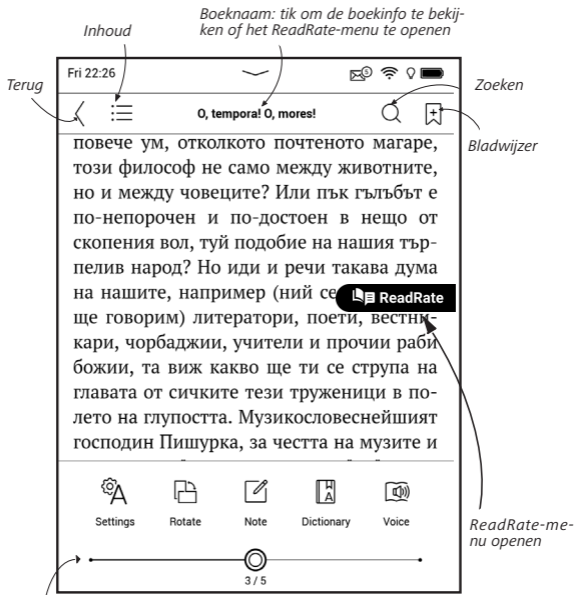 Boeknaam: tik om de boekinfo te bekij-
ken of het ReadRate-menu te openen
Inhoud
Terug
Fri 22:26
5
Zoeken
O, tempora! O, mores!
Bladwijzer
повече ум, отколкото почтеното магаре,
този философ не само между животните,
но и между човеците? Или пък гълъбът е
по-непорочен и по-достоен в нещо от
скопения вол, туй подобие на нашия тър-
пелив народ? Но иди и речи такава дума
на нашите, например (ний се
ReadRate
ще говорим) литератори, поети, вестни-
кари, чорбаджии, учители и прочии раби
божии, та виж какво ще ти се струпа на
главата от сичките тези труженици в по-
лето на глупостта. Музикословеснейшият
господин Пишурка, за честта на музите и
Settings
Rotate
Note
Dictionary
Voice
ReadRate-me-
nu openen
3 / 5